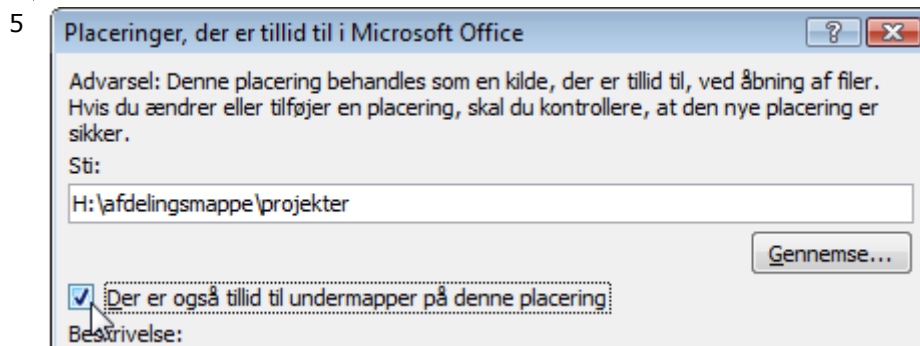 5
Placeringer, der er tillid til i Microsoft Office
Advarsel: Denne placering behandles som en kilde, der er tillid til, ved åbning af filer.
Hvis du ændrer eller tilføjer en placering, skal du kontrollere, at den nye placering er
sikker.
Sti:
H:\afdelingsmappe\projekter
Gennemse...
Der er også tillid til undermapper på denne placering
Beskrivelse: